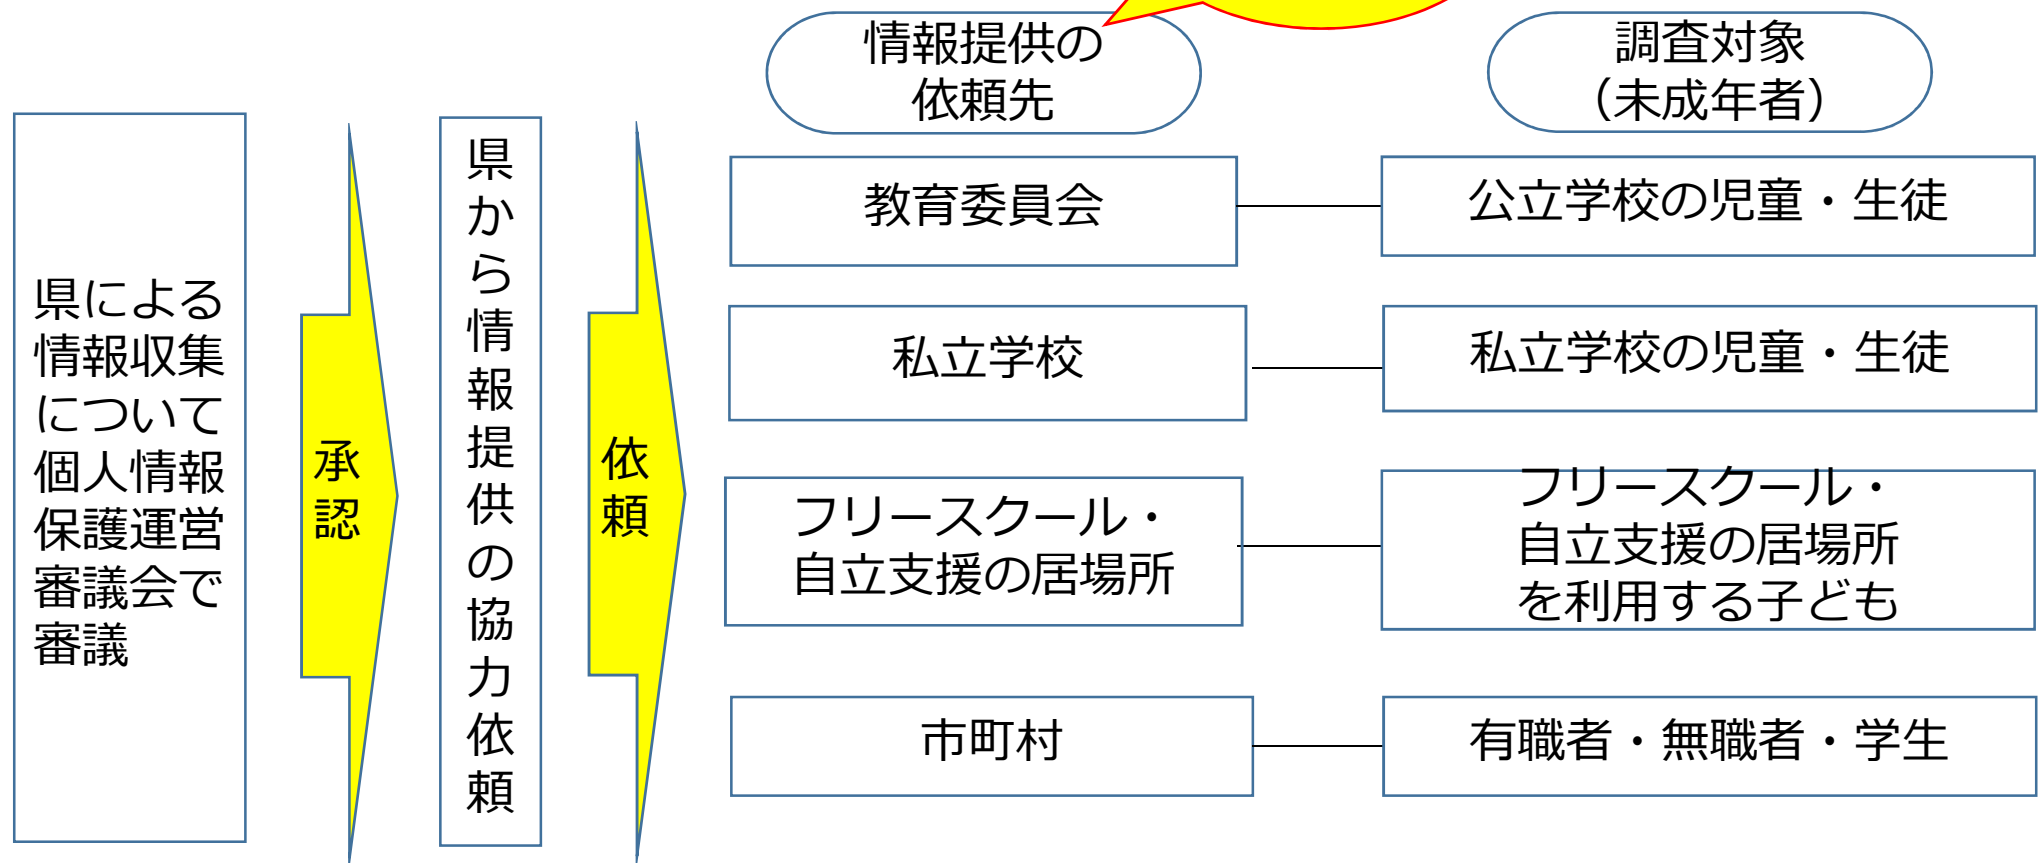 県による
情報収集
について
個人情報
保護運営
審議会で
審議
承認
県から情報提供の協力依頼
依頼
情報提供の
依頼先
調査対象
(未成年者)
教育委員会
公立学校の児童・生徒
私立学校
私立学校の児童・生徒
フリースクール・
自立支援の居場所
フリースクール・
自立支援の居場所
を利用する子ども
市町村
有職者・無職者・学生